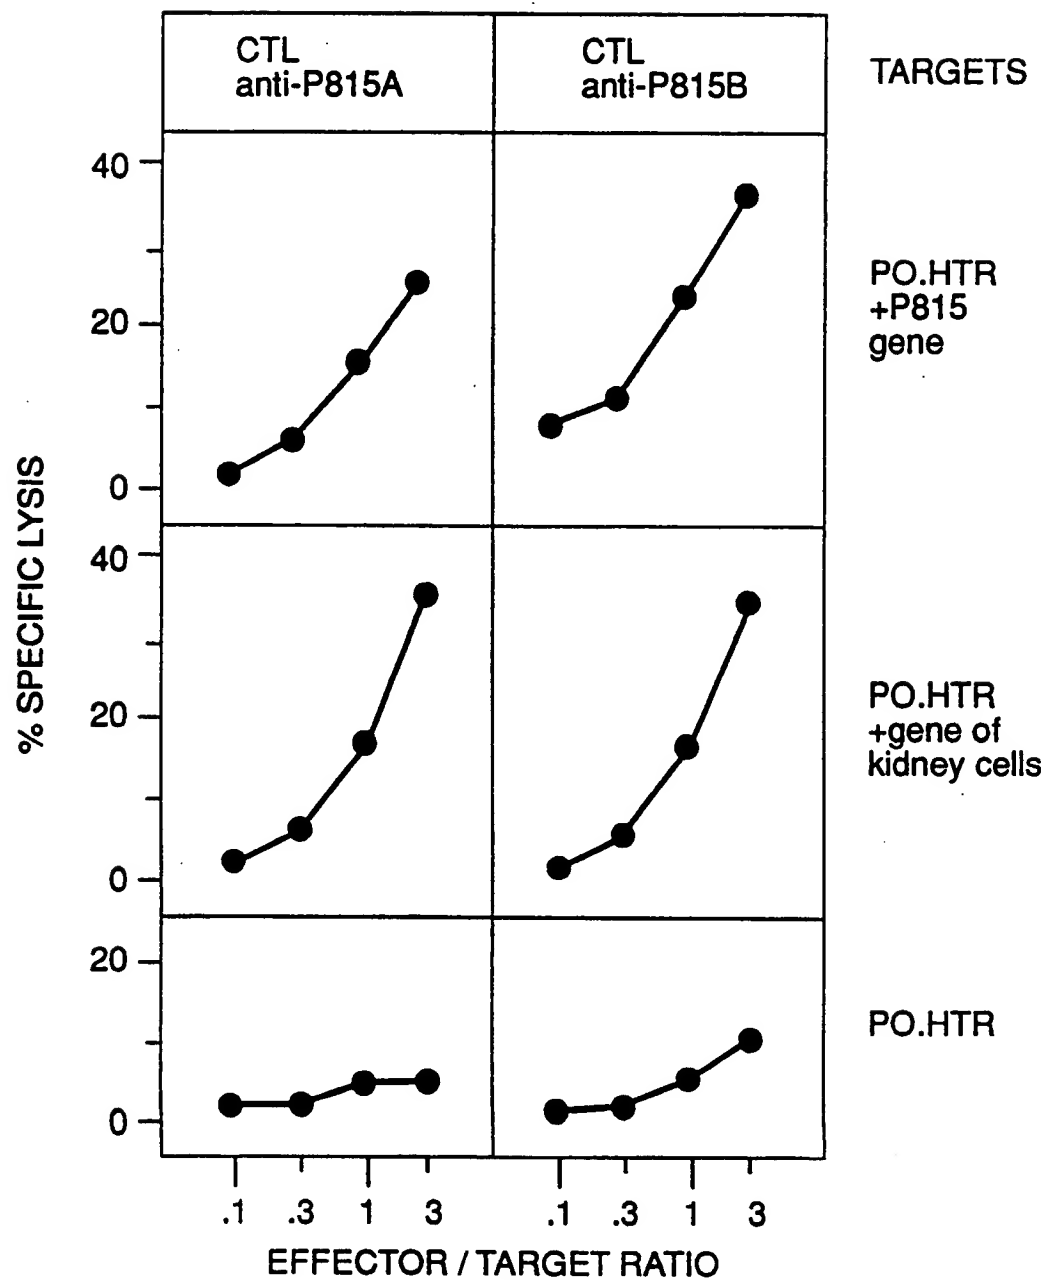 CTL
anti-P815A
CTL
anti-P815B
TARGETS
40
20
0
PO.HTR
+P815
gene
% SPECIFIC LYSIS
40
20
0
PO.HTR
+gene of
kidney cells
20
0
PO.HTR
.1 .3 1 3 .1 .3 1 3
EFFECTOR / TARGET RATIO